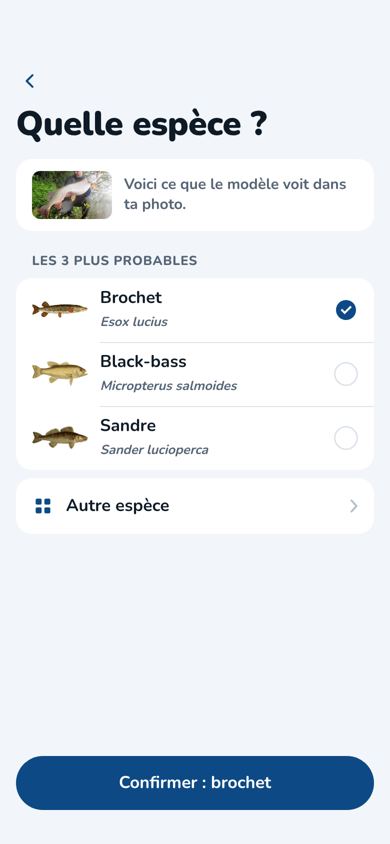 Quelle espèce ?
Voici ce que le modèle voit dans
ta photo.
LES 3 PLUS PROBABLES
Brochet
Esox lucius
Black-bass
Micropterus salmoides
Sandre
Sander lucioperca
Autre espèce
Confirmer : brochet